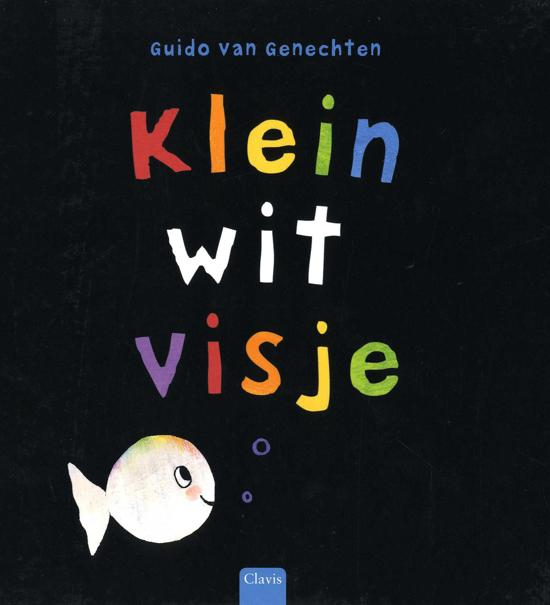 Guido van Genechten
Klein
wit
visje
Clavis